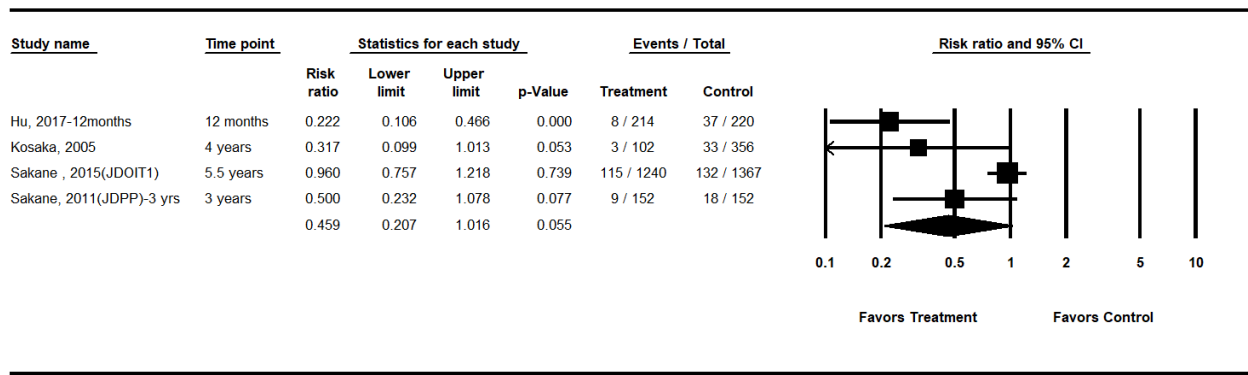 Study name Time point Statistics for each study Events / Total Risk ratio and 95% CI
Risk ratio Lower limit Upper limit p-Value Treatment Control
Hu, 2017-12months 12 months 0.222 0.106 0.466 0.000 8 / 214 37 / 220
Kosaka, 2005 4 years 0.317 0.099 1.013 0.053 3 / 102 33 / 356
Sakane , 2015(JDOIT1) 5.5 years 0.960 0.757 1.218 0.739 115 / 1240 132 / 1367
Sakane, 2011(JDPP)-3 yrs 3 years 0.500 0.232 1.078 0.077 9 / 152 18 / 152
0.459 0.207 1.016 0.055
0.1 0.2 0.5 1 2 5 10
Favors Treatment Favors Control